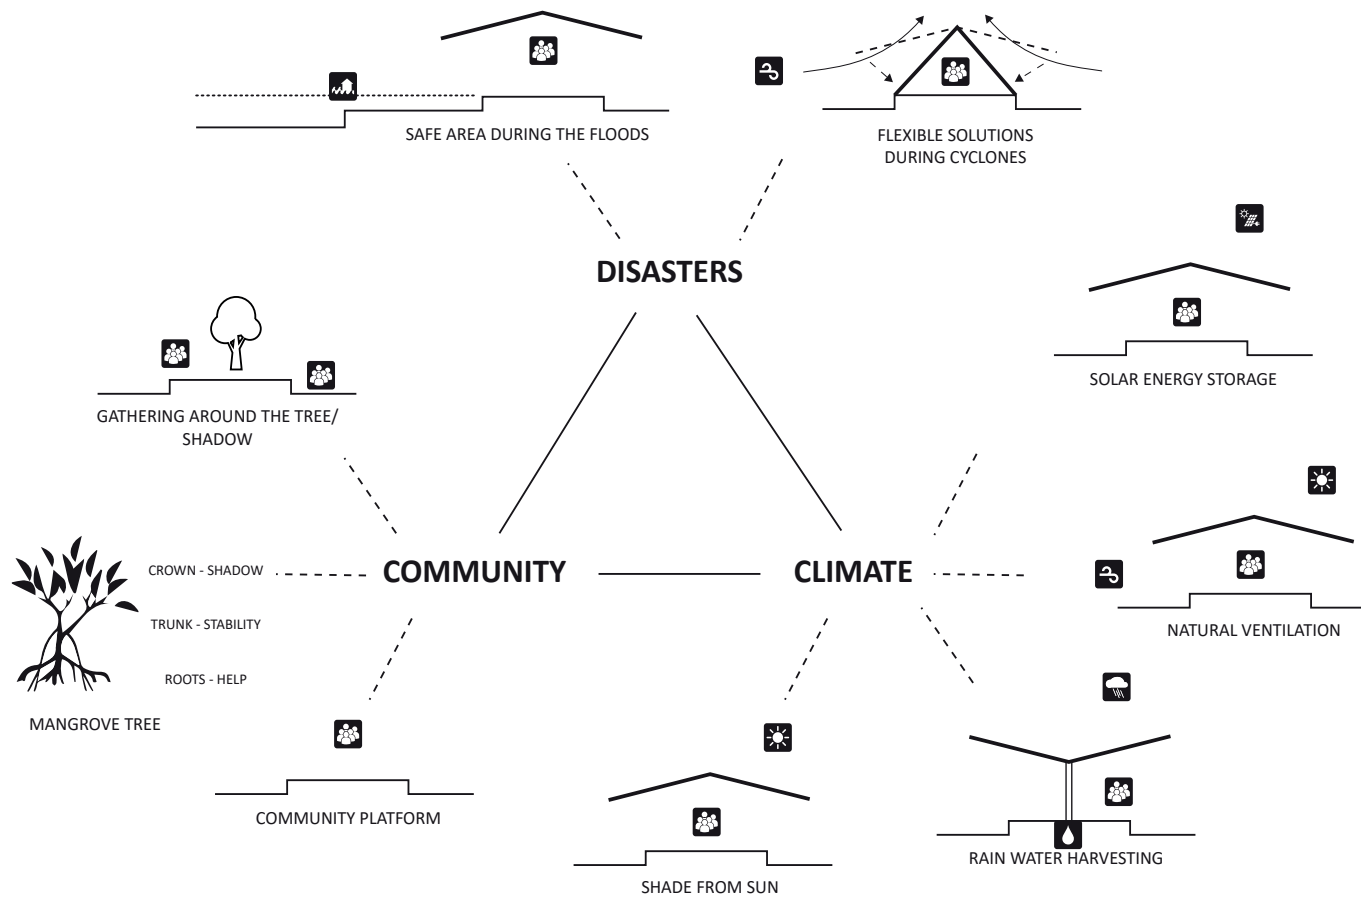 SAFE AREA DURING THE FLOODS
FLEXIBLE SOLUTIONS
DURING CYCLONES
DISASTERS
SOLAR ENERGY STORAGE
GATHERING AROUND THE TREE/
SHADOW
COMMUNITY
CLIMATE
CROWN - SHADOW
TRUNK - STABILITY
ROOTS - HELP
MANGROVE TREE
NATURAL VENTILATION
COMMUNITY PLATFORM
SHADE FROM SUN
RAIN WATER HARVESTING